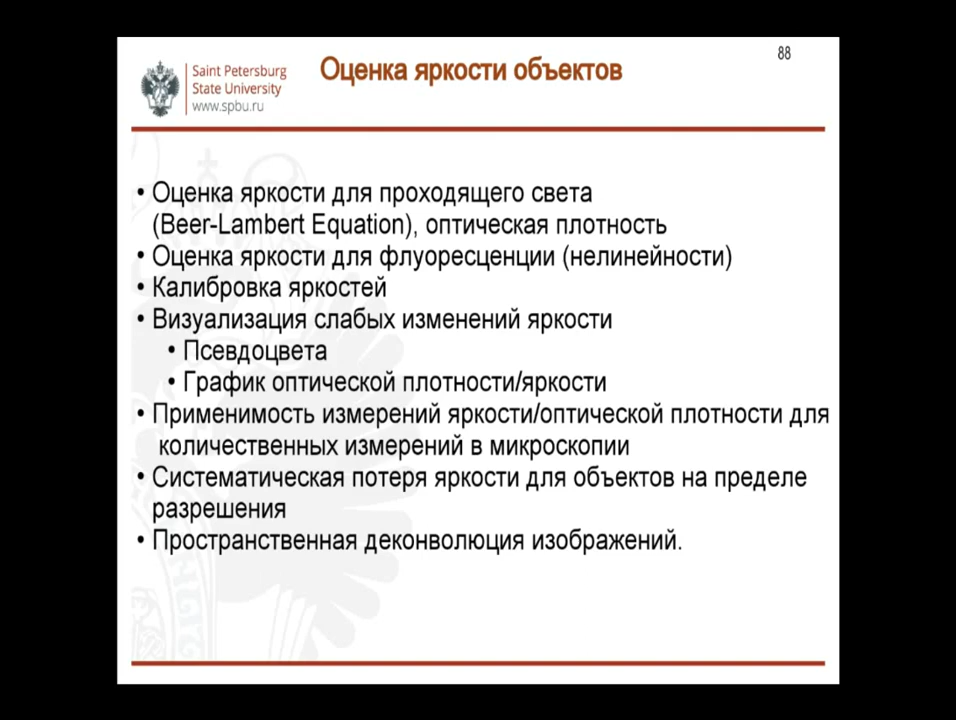 88
Saint Petersburg
State University
www.spbu.ru
Оценка яркости объектов
• Оценка яркости для проходящего света
(Beer-Lambert Equation), оптическая плотность
• Оценка яркости для флуоресценции (нелинейности)
• Калибровка яркостей
• Визуализация слабых изменений яркости
• Псевдоцвета
• График оптической плотности/яркости
• Применимость измерений яркости/оптической плотности для
количественных измерений в микроскопии
• Систематическая потеря яркости для объектов на пределе
разрешения
• Пространственная деконволюция изображений.